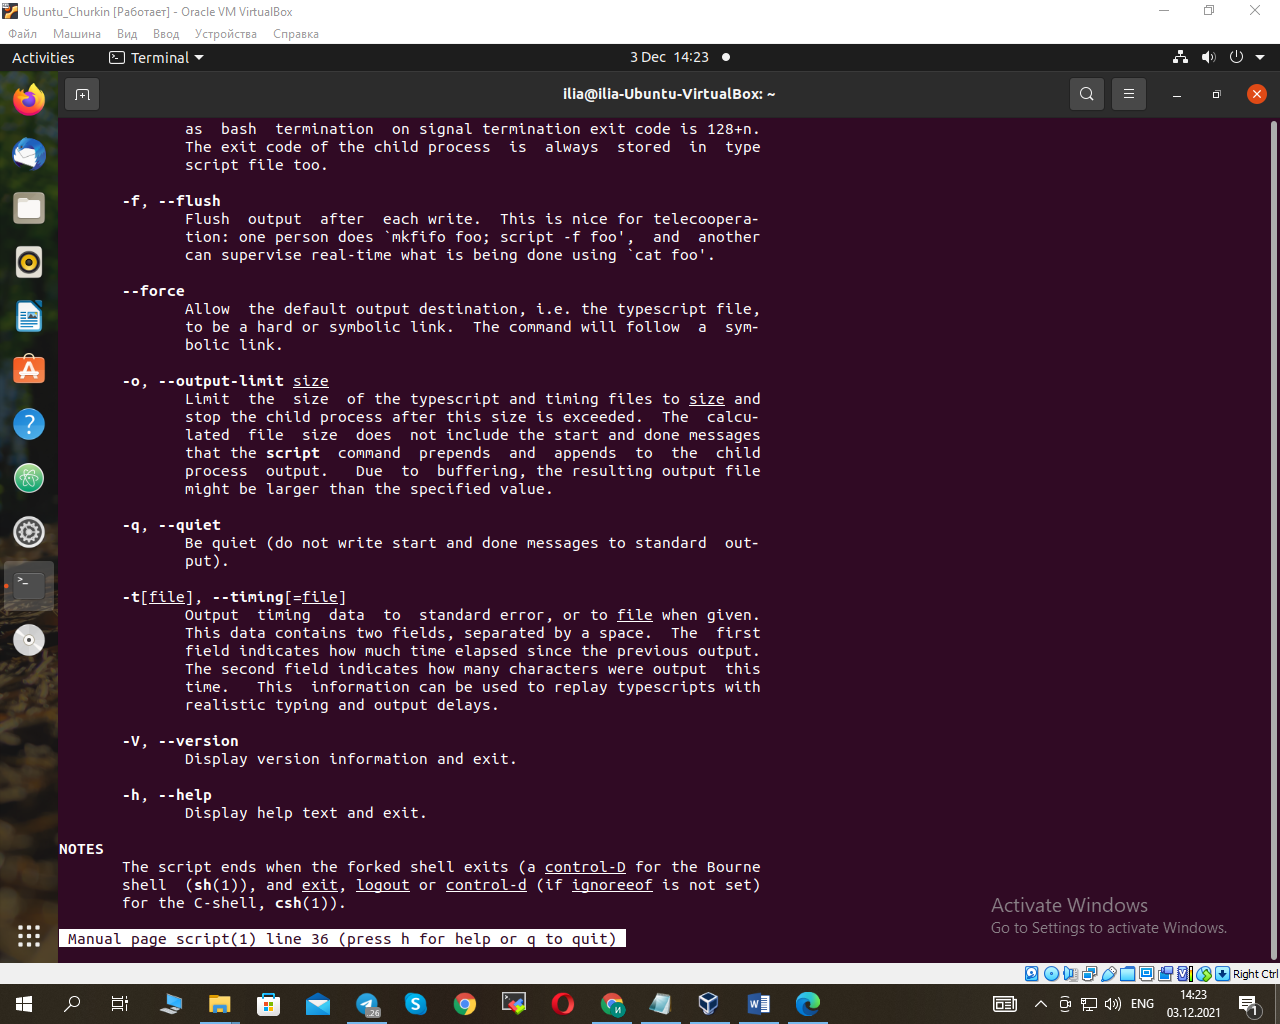 Ubuntu_Churkin [Работает] - Oracle VM VirtualBox
Файл Машина Вид Ввод Устройства Справка
Activities Terminal 3 Dec 14:23
ilia@ilia-Ubuntu-VirtualBox: ~
as bash termination on signal termination exit code is 128+n.
The exit code of the child process is always stored in type
script file too.
-f, --flush
Flush output after each write. This is nice for telecoopera-
tion: one person does `mkfifo foo; script -f foo', and another
can supervise real-time what is being done using `cat foo'.
--force
Allow the default output destination, i.e. the typescript file,
to be a hard or symbolic link. The command will follow a sym-
bolic link.
-o, --output-limit size
Limit the size of the typescript and timing files to size and
stop the child process after this size is exceeded. The calcu-
lated file size does not include the start and done messages
that the script command prepends and appends to the child
process output. Due to buffering, the resulting output file
might be larger than the specified value.
-q, --quiet
Be quiet (do not write start and done messages to standard out-
put).
-t[file], --timing[=file]
Output timing data to standard error, or to file when given.
This data contains two fields, separated by a space. The first
field indicates how much time elapsed since the previous output.
The second field indicates how many characters were output this
time. This information can be used to replay typescripts with
realistic typing and output delays.
-V, --version
Display version information and exit.
-h, --help
Display help text and exit.
NOTES
The script ends when the forked shell exits (a control-D for the Bourne
shell (sh(1)), and exit, logout or control-d (if ignoreeof is not set)
for the C-shell, csh(1)).
Manual page script(1) line 36 (press h for help or q to quit)
Activate Windows
Go to Settings to activate Windows.
Right Ctrl
.26
И
ENG
14:23
03.12.2021
1